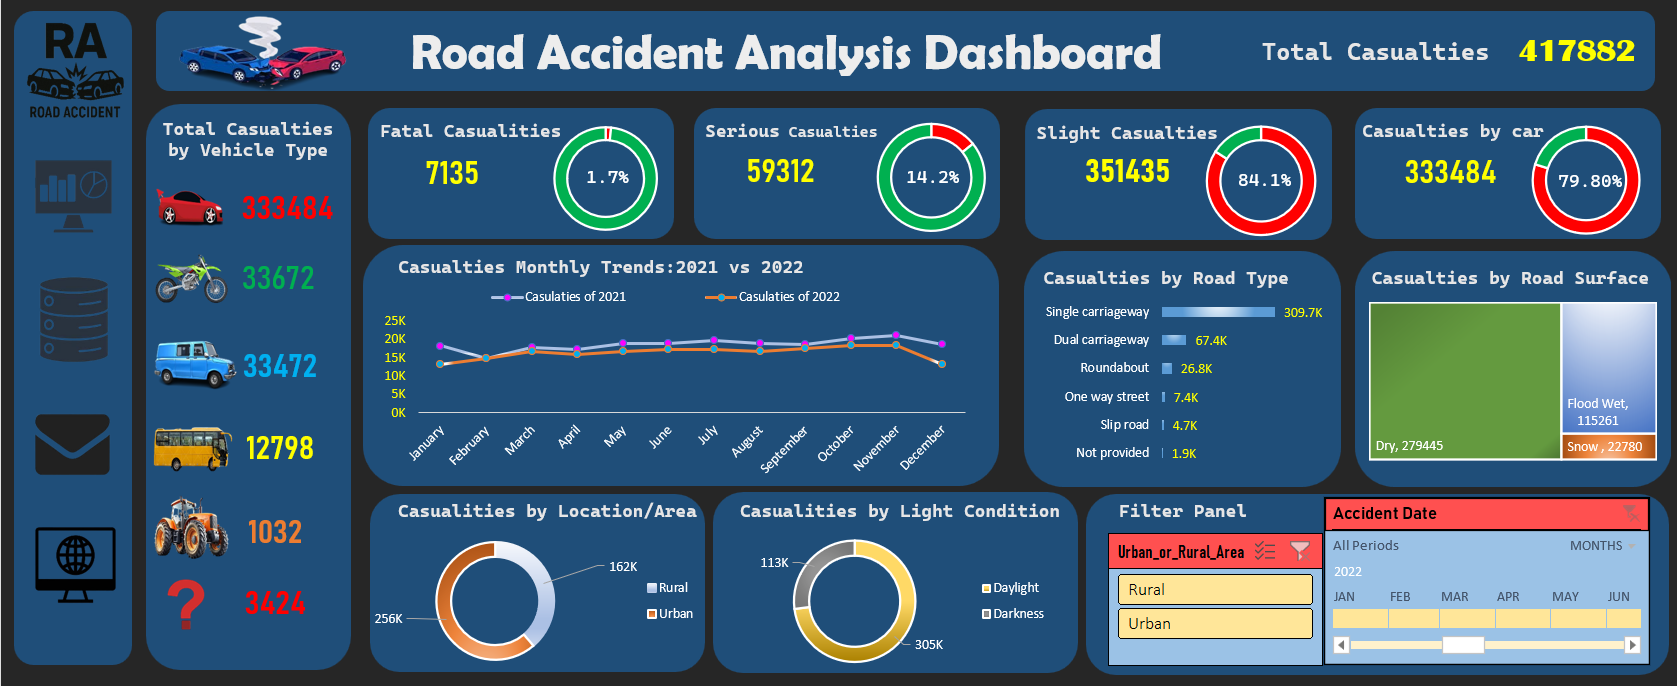 RA
ROAD ACCIDENT
Road Accident Analysis Dashboard
Total Casualties 417882
Total Casualties
by Vehicle Type
333484
33672
33472
12798
1032
?
3424
Fatal Casualities
7135
1.7%
Serious Casualties
59312
14.2%
Slight Casualties
351435
84.1%
Casualties by car
333484
79.80%
Casualties Monthly Trends:2021 vs 2022
Casulaties of 2021 Casulaties of 2022
25K
20K
15K
10K
5K
0K
January February March April May June July August September October November December
Casualties by Road Type
Single carriageway 309.7K
Dual carriageway 67.4K
Roundabout 26.8K
One way street 7.4K
Slip road 4.7K
Not provided 1.9K
Casualties by Road Surface
Dry, 279445
Flood Wet,
115261
Snow , 22780
Casualities by Location/Area
162K
256K
Rural
Urban
Casualities by Light Condition
113K
305K
Daylight
Darkness
Filter Panel
Urban_or_Rural_Area
Rural
Urban
Accident Date
All Periods MONTHS
2022
JAN FEB MAR APR MAY JUN